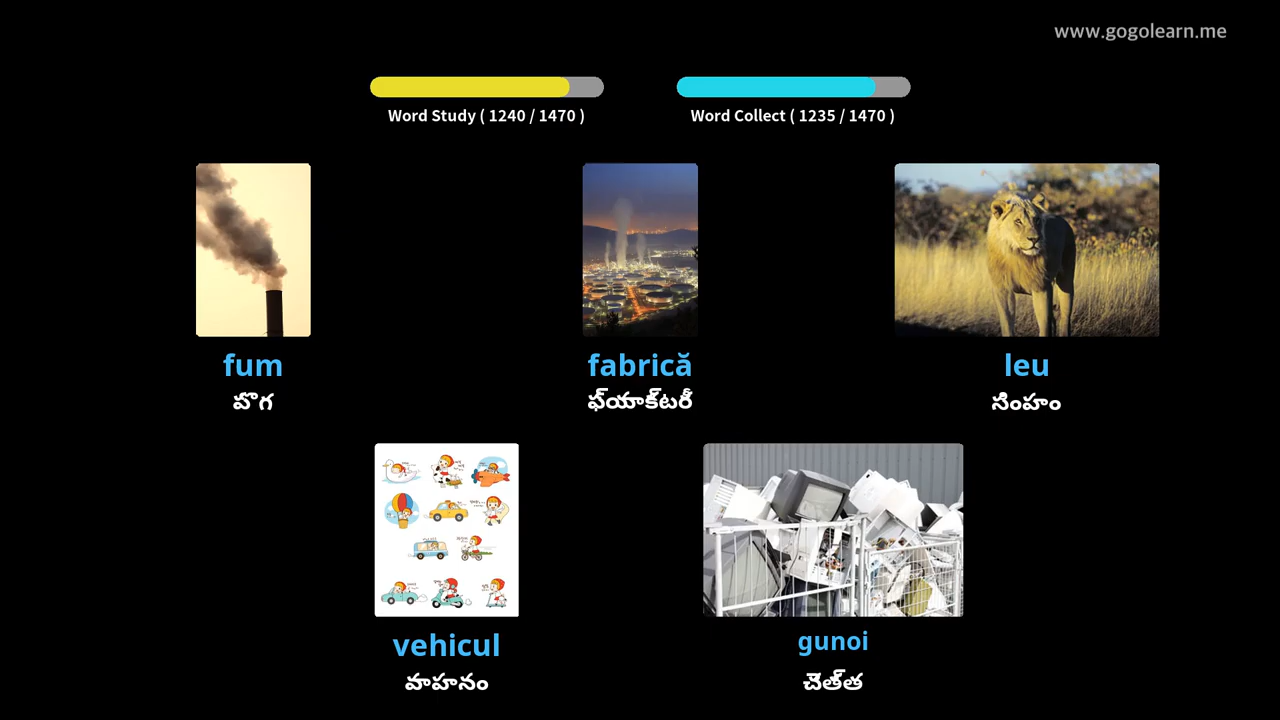 www.gogolearn.me
Word Study ( 1240 / 1470 )
Word Collect ( 1235 / 1470 )
fum
fabrică
leu
పొగ
ఫ్యాక్టరీ
సింహం
vehicul
gunoi
వాహనం
చెత్త